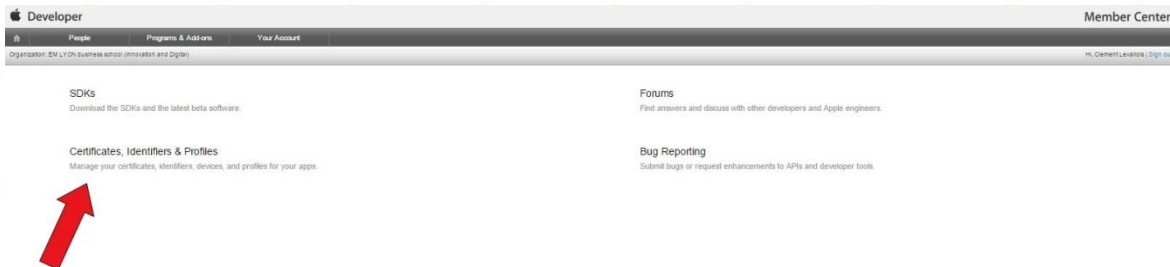 Developer
Member Center
People Programs & Add-ons Your Account
Organization: EM LYON business school (Innovation and Digital)
Hi, Clement Levallois | Sign ou
SDKs
Download the SDKs and the latest beta software.
Forums
Find answers and discuss with other developers and Apple engineers.
Certificates, Identifiers & Profiles
Manage your certificates, identifiers, devices, and profiles for your apps.
Bug Reporting
Submit bugs or request enhancements to APIs and developer tools.